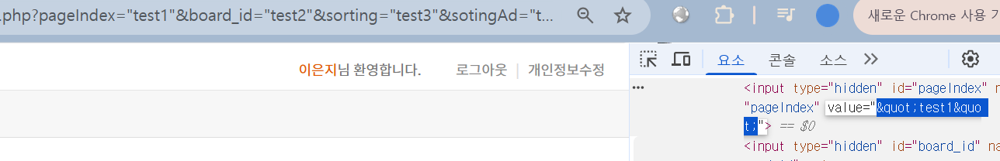 .php?pageIndex="test1"&board_id="test2"&sorting="test3"&sotingAd="t...
새로운 Chrome 사용 기
이은지님 환영합니다. 로그아웃 | 개인정보수정
요소 콘솔 소스
<input type="hidden" id="pageIndex" n
"pageIndex" value="&quot;test1&quo
t;"> == $0
<input type="hidden" id="board_id" na